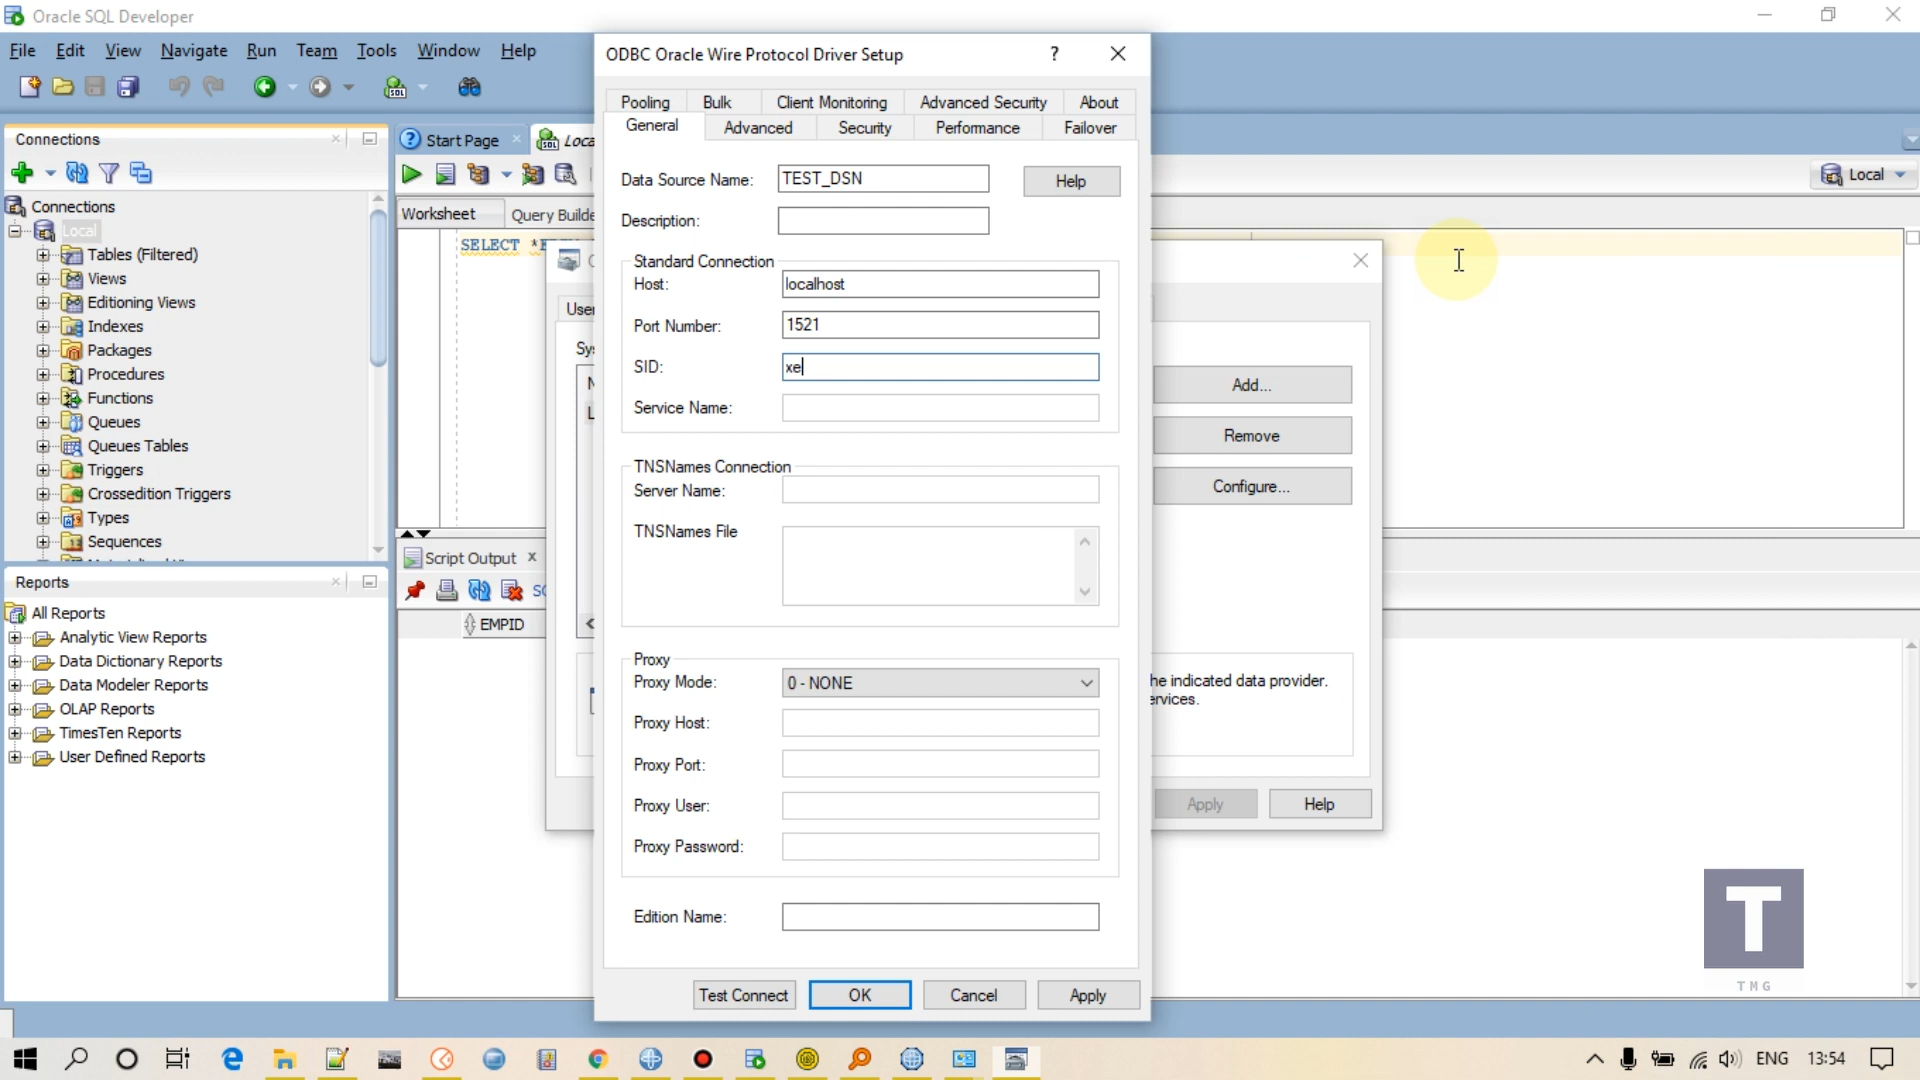 Oracle SQL Developer
File Edit View Navigate Run Team Tools Window Help
Connections
Connections
Local
Tables (Filtered)
Views
Editioning Views
Indexes
Packages
Procedures
Functions
Queues
Queues Tables
Triggers
Crossedition Triggers
Types
Sequences
Reports
All Reports
Analytic View Reports
Data Dictionary Reports
Data Modeler Reports
OLAP Reports
TimesTen Reports
User Defined Reports
Start Page
Worksheet
SELECT *
Script Output
EMPID
Local
ODBC Oracle Wire Protocol Driver Setup
Pooling Bulk Client Monitoring Advanced Security About
General Advanced Security Performance Failover
Data Source Name: TEST_DSN Help
Description:
Standard Connection
Host: localhost
Port Number: 1521
SID: xe
Service Name:
TNSNames Connection
Server Name:
TNSNames File
Proxy
Proxy Mode: 0 - NONE
Proxy Host:
Proxy Port:
Proxy User:
Proxy Password:
Edition Name:
Test Connect OK Cancel Apply
User
Add...
Remove
Configure...
he indicated data provider.
ervices.
Apply Help
T
TMG
ENG 13:54